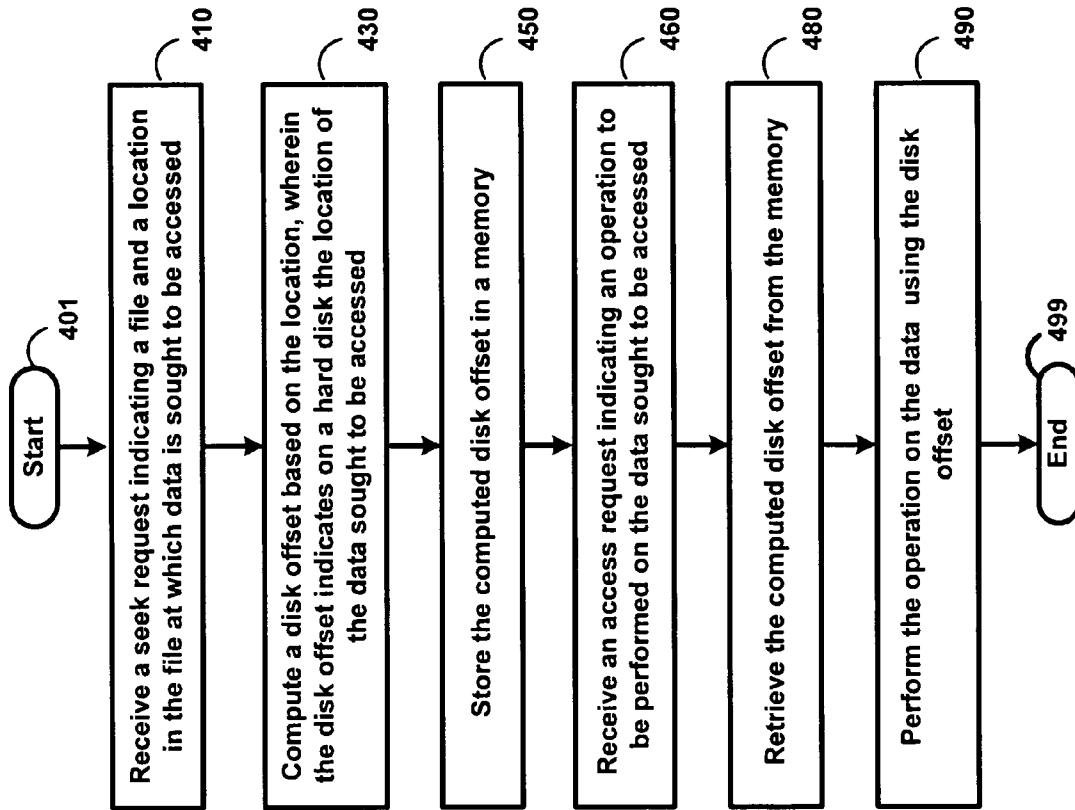 Start
401
Receive a seek request indicating a file and a location
in the file at which data is sought to be accessed
410
Compute a disk offset based on the location, wherein
the disk offset indicates on a hard disk the location of
the data sought to be accessed
430
Store the computed disk offset in a memory
450
Receive an access request indicating an operation to
be performed on the data sought to be accessed
460
Retrieve the computed disk offset from the memory
480
Perform the operation on the data using the disk
offset
490
End
499